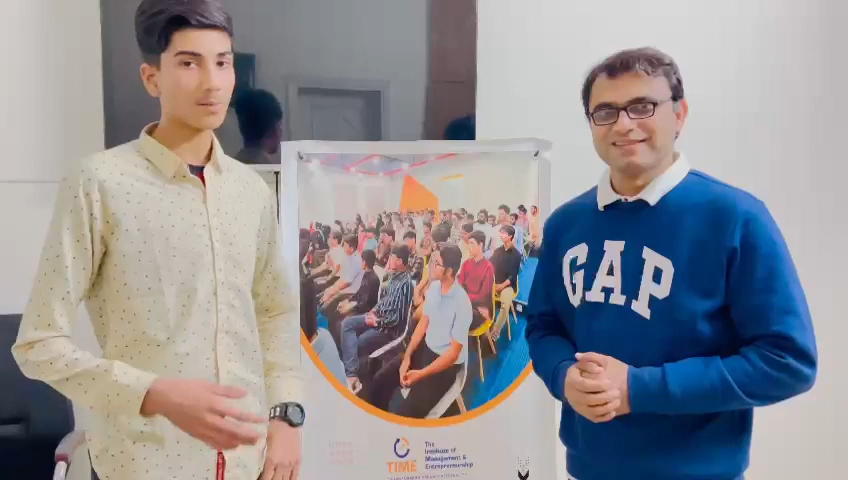 GAP
TIME
The
Institute of
Management &
Entrepreneurship